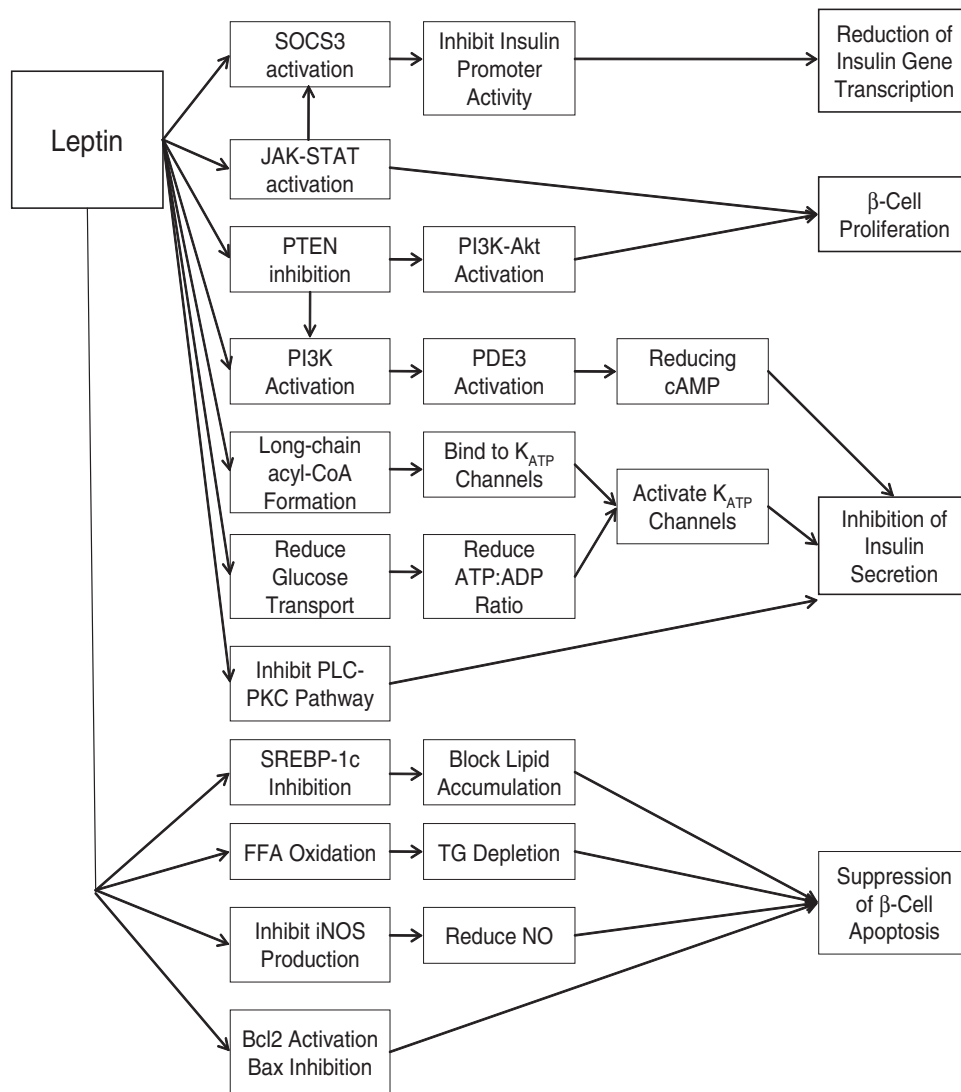 Leptin
SOCS3
activation
Inhibit Insulin
Promoter
Activity
Reduction of
Insulin Gene
Transcription
JAK-STAT
activation
β-Cell
Proliferation
PTEN
inhibition
PI3K-Akt
Activation
PI3K
Activation
PDE3
Activation
Reducing
cAMP
Long-chain
acyl-CoA
Formation
Bind to KATP
Channels
Activate KATP
Channels
Inhibition of
Insulin
Secretion
Reduce
Glucose
Transport
Reduce
ATP:ADP
Ratio
Inhibit PLC-
PKC Pathway
SREBP-1c
Inhibition
Block Lipid
Accumulation
FFA Oxidation
TG Depletion
Suppression
of β-Cell
Apoptosis
Inhibit iNOS
Production
Reduce NO
Bcl2 Activation
Bax Inhibition